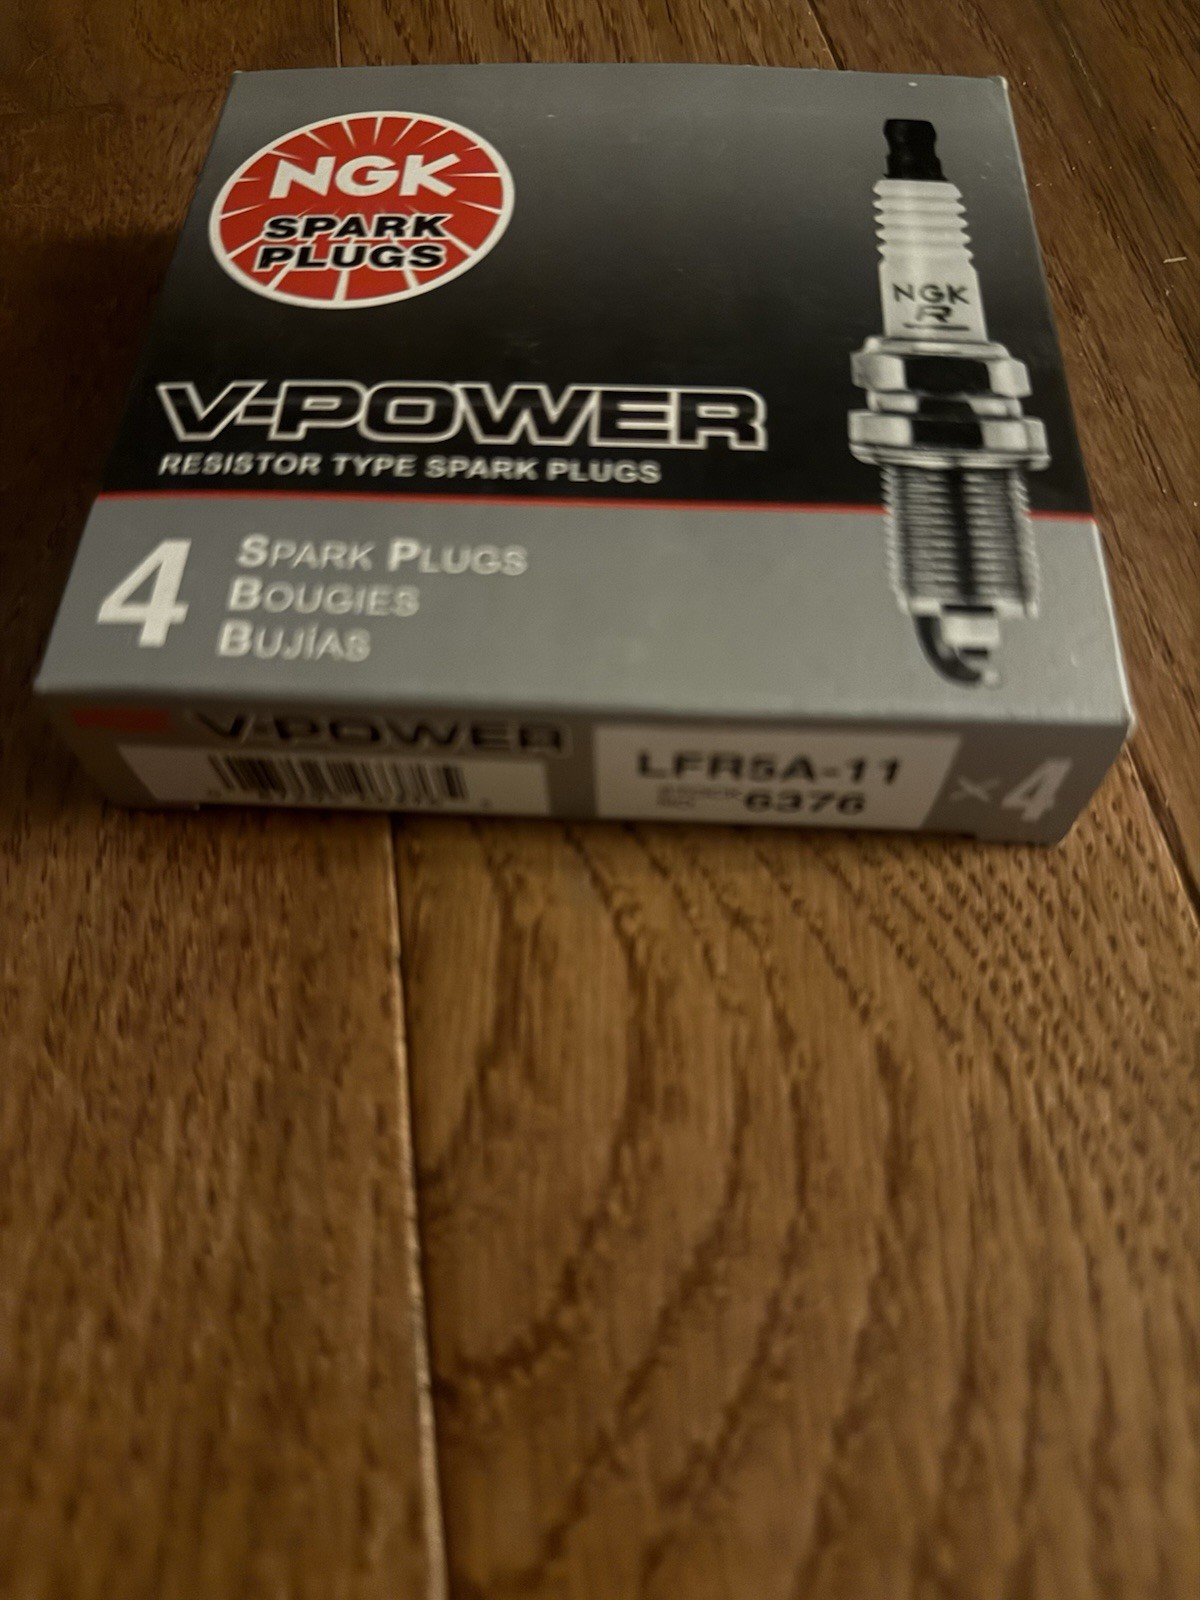 NGK
SPARK
PLUGS
NGK
R
V-POWER
RESISTOR TYPE SPARK PLUGS
4
SPARK PLUGS
BOUGIES
BUJÍAS
V-POWER
LFR5A-11
6376
×4